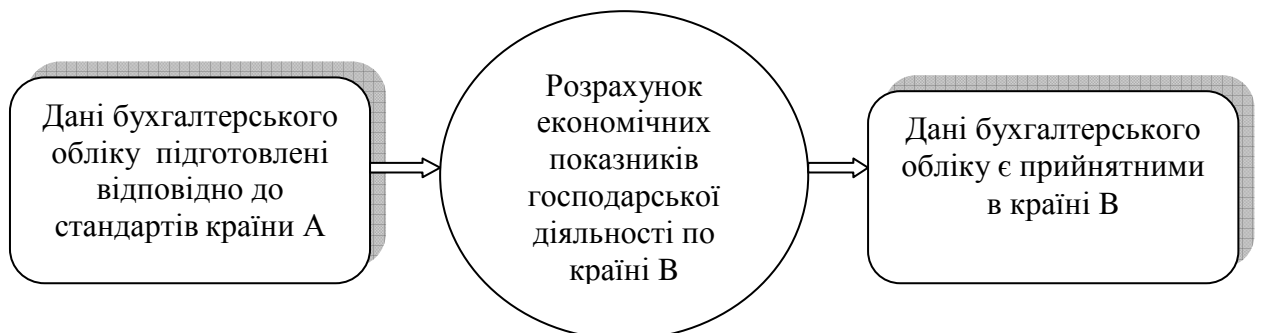 Дані бухгалтерського
обліку підготовлені
відповідно до
стандартів країни А
Розрахунок
економічних
показників
господарської
діяльності по
країні В
Дані бухгалтерського
обліку є прийнятними
в країні В